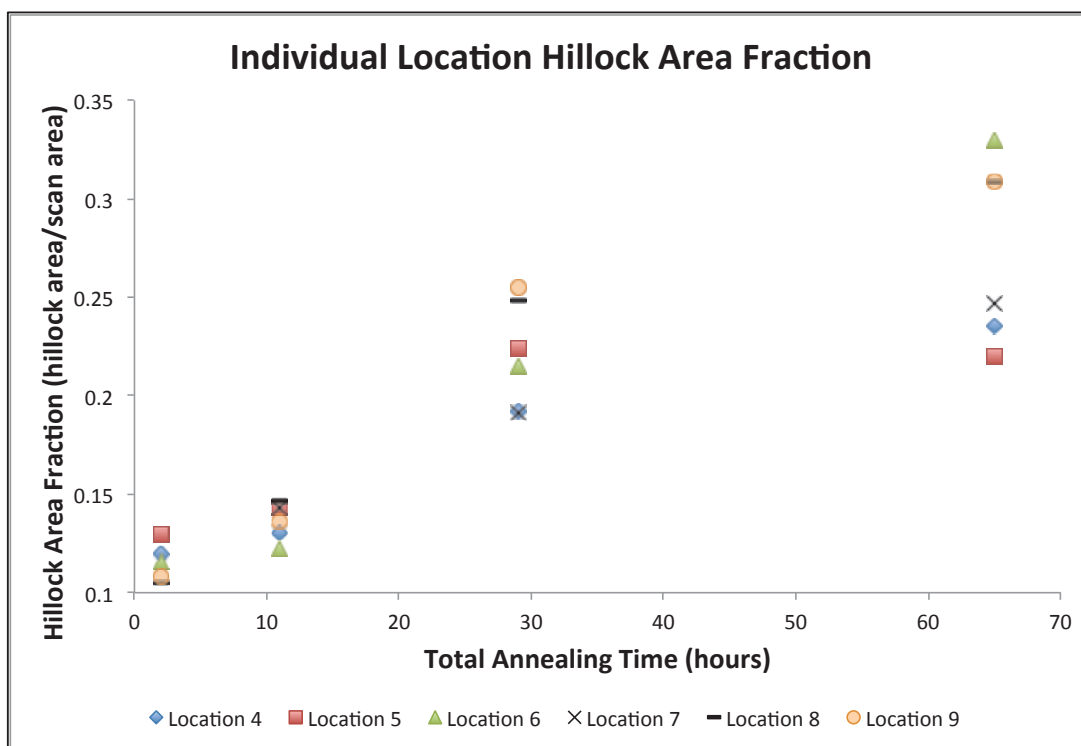 Individual Location Hillock Area Fraction
Hillock Area Fraction (hillock area/scan area)
0.35
0.3
0.25
0.2
0.15
0.1
0 10 20 30 40 50 60 70
Total Annealing Time (hours)
Location 4 Location 5 Location 6 Location 7 Location 8 Location 9